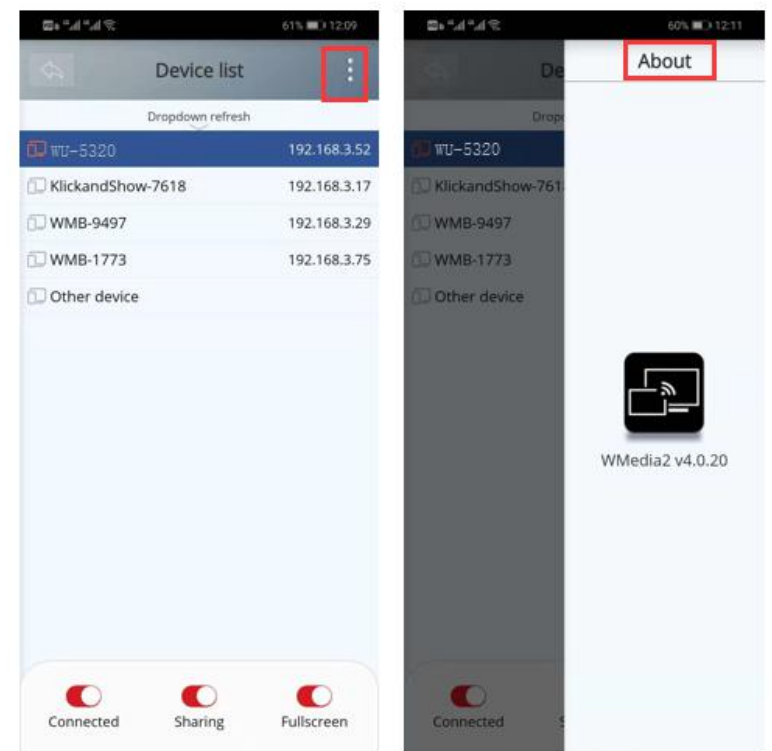 61% 12:09
Device list
Dropdown refresh
WU-5320 192.168.3.52
KlickandShow-7618 192.168.3.17
WMB-9497 192.168.3.29
WMB-1773 192.168.3.75
Other device
Connected Sharing Fullscreen
60% 12:11
De
About
Drop
WU-5320
KlickandShow-761
WMB-9497
WMB-1773
Other device
WMedia2 v4.0.20
Connected S